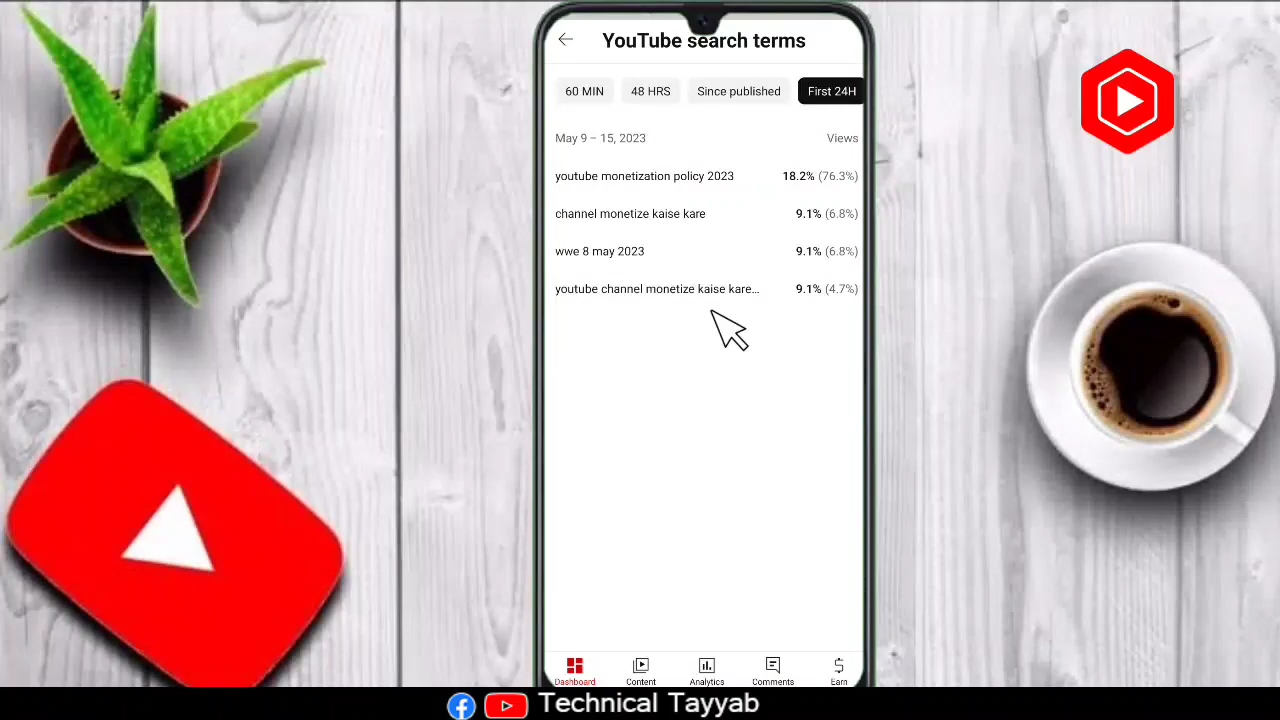 YouTube search terms
60 MIN 48 HRS Since published First 24H
May 9 – 15, 2023 Views
youtube monetization policy 2023 18.2% (76.3%)
channel monetize kaise kare 9.1% (6.8%)
wwe 8 may 2023 9.1% (6.8%)
youtube channel monetize kaise kare... 9.1% (4.7%)
Dashboard Content Analytics Comments Earn
Technical Tayyab